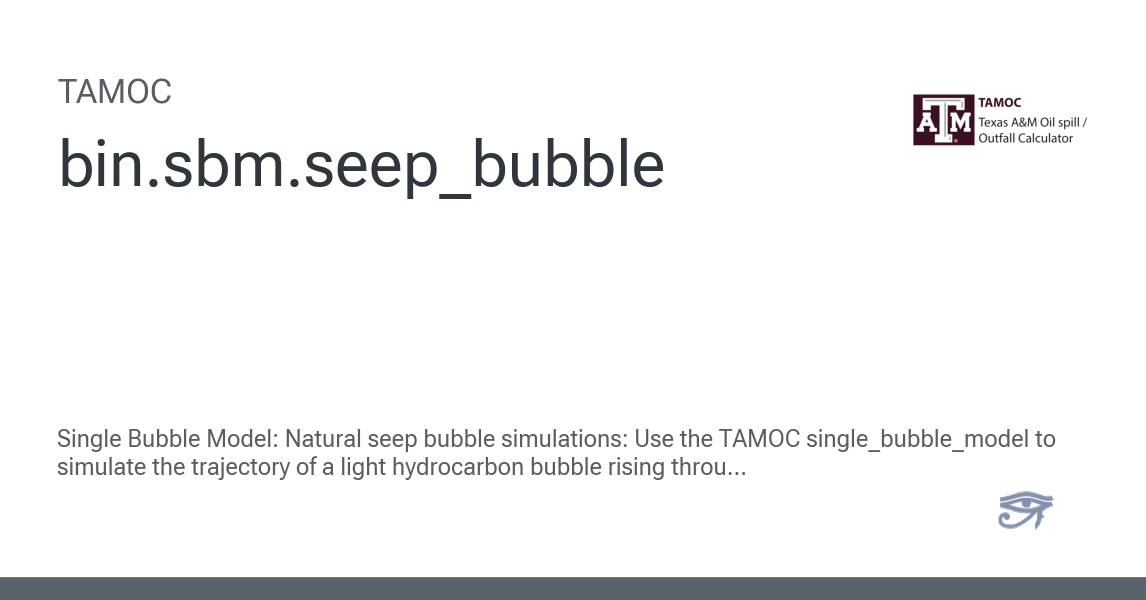 TAMOC
bin.sbm.seep_bubble
ATM
TAMOC
Texas A&M Oil spill /
Outfall Calculator
Single Bubble Model: Natural seep bubble simulations: Use the TAMOC single_bubble_model to
simulate the trajectory of a light hydrocarbon bubble rising throu...